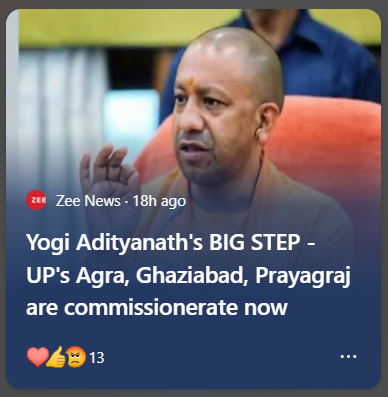 ZEE
Zee News · 18h ago
Yogi Adityanath's BIG STEP -
UP's Agra, Ghaziabad, Prayagraj
are commissionerate now
13